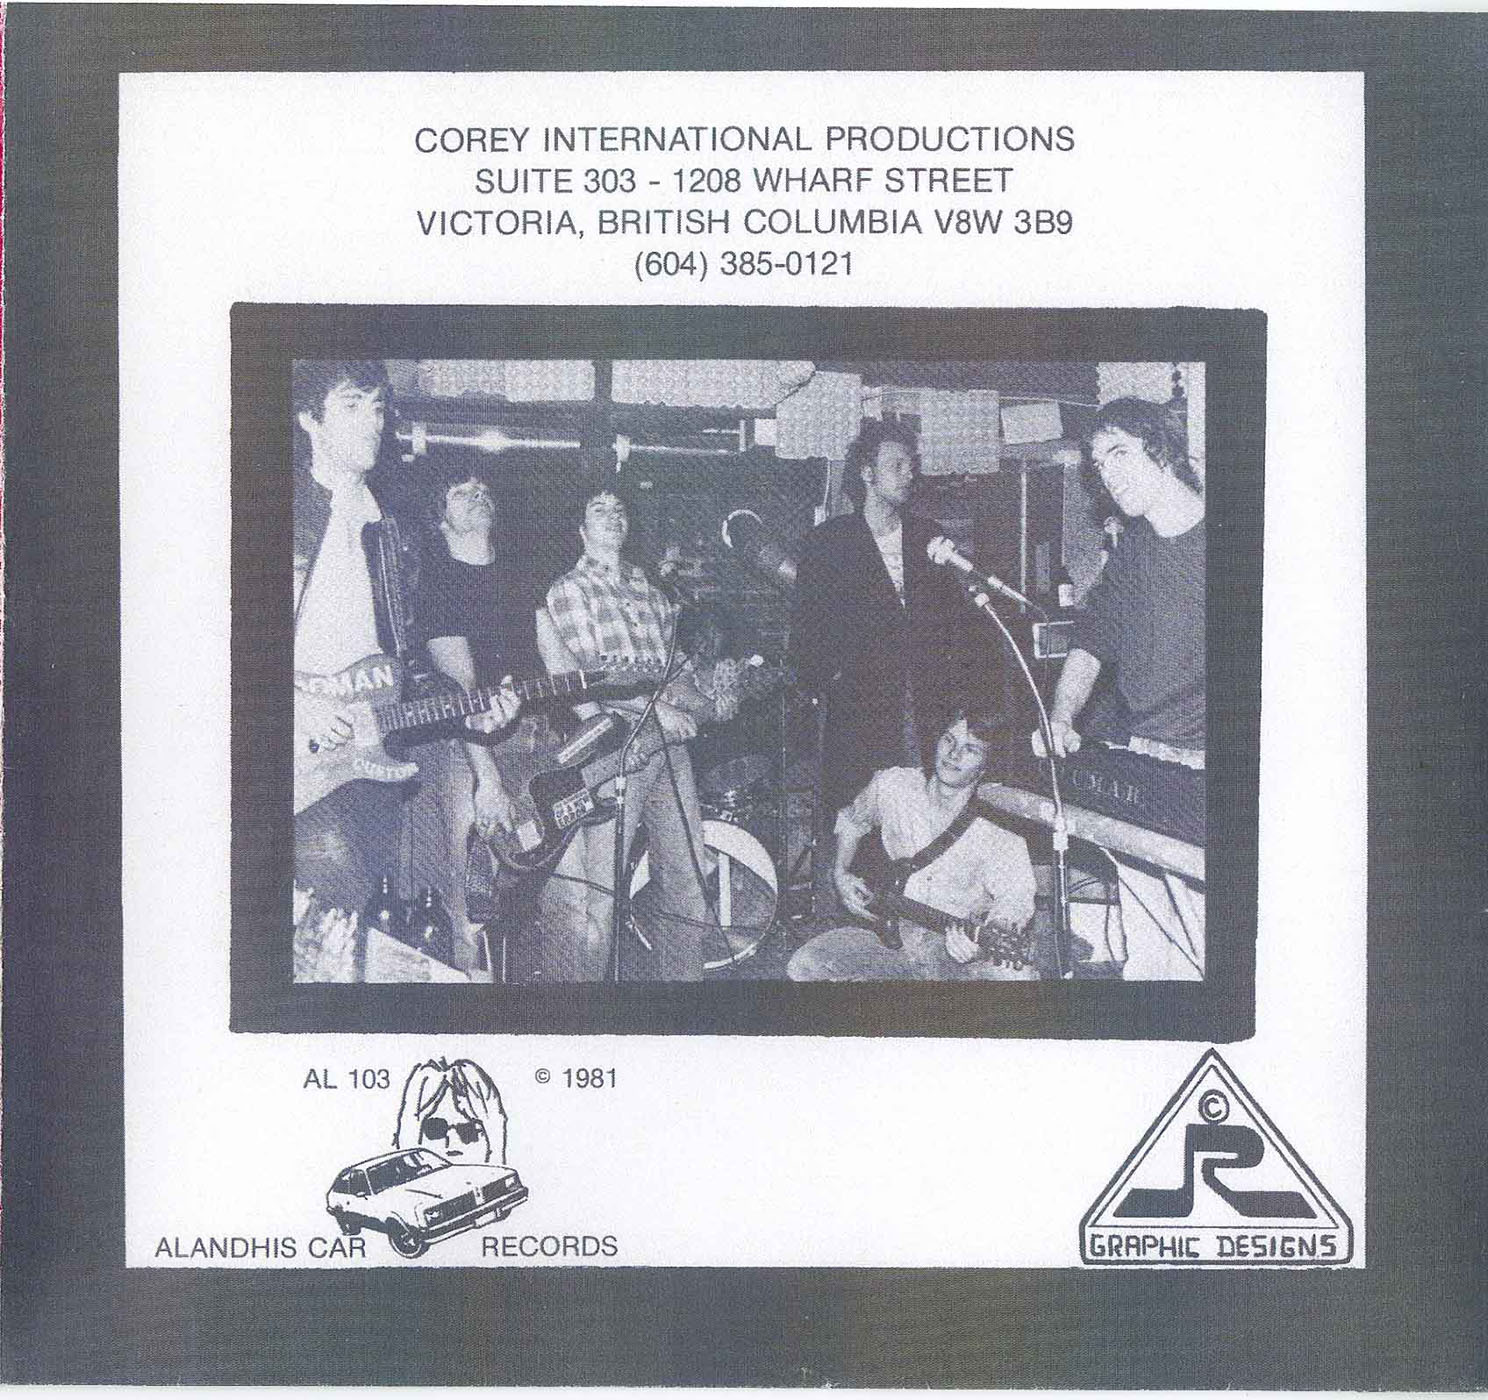 COREY INTERNATIONAL PRODUCTIONS
SUITE 303 - 1208 WHARF STREET
VICTORIA, BRITISH COLUMBIA V8W 3B9
(604) 385-0121
AL 103
© 1981
ALANDHIS CAR RECORDS
©
R
GRAPHIC DESIGNS